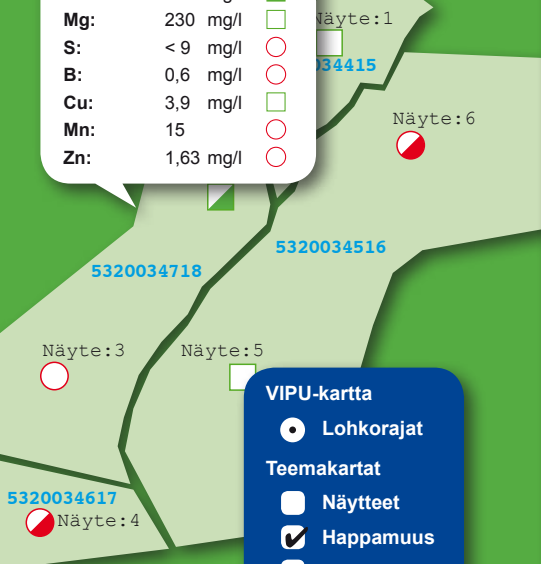 Mg: 230 mg/l
S: < 9 mg/l
B: 0,6 mg/l
Cu: 3,9 mg/l
Mn: 15
Zn: 1,63 mg/l
Näyte:1
34415
Näyte:6
5320034516
5320034718
Näyte:3
Näyte:5
5320034617
Näyte:4
VIPU-kartta
Lohkorajat
Teemakartat
Näytteet
Happamuus